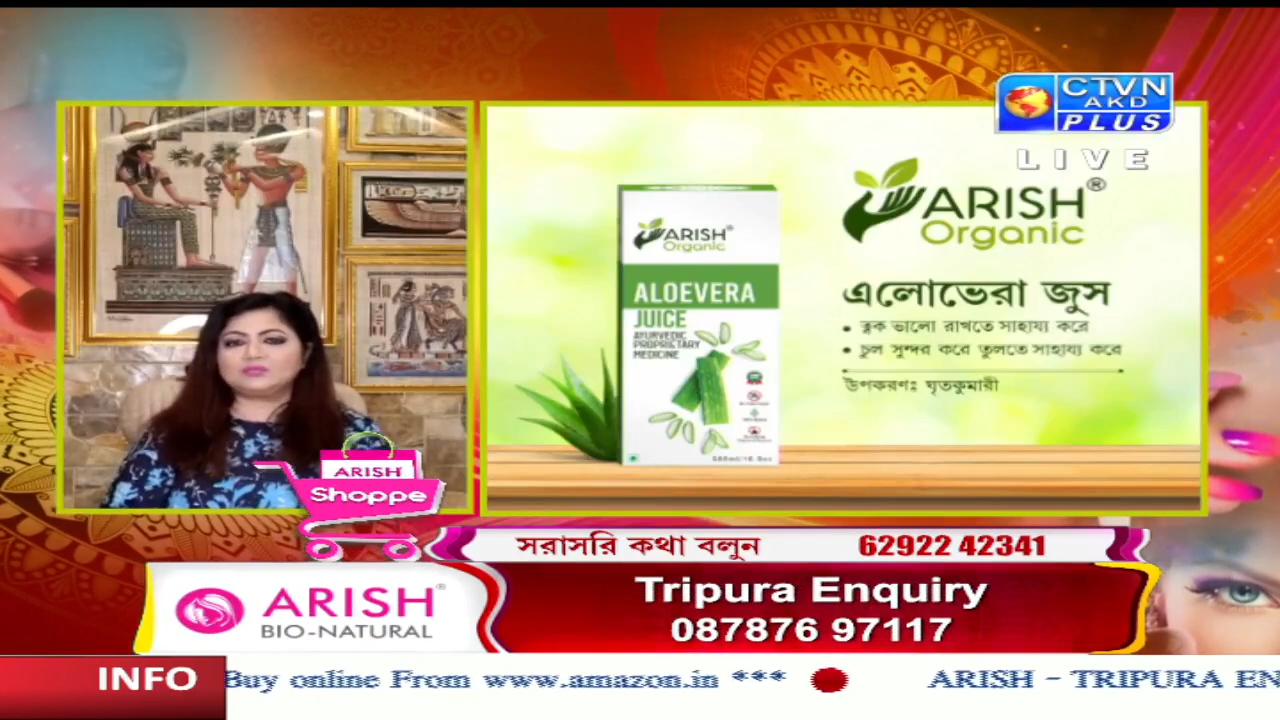 CTVN
AKD
PLUS
LIVE
ARISH®
Organic
এলোভেরা জুস
• ত্বক ভালো রাখতে সাহায্য করে
• চুল সুন্দর করে তুলতে সাহায্য করে
উপকরণঃ ঘৃতকুমারী
ARISH®
Organic
ALOEVERA
JUICE
AYURVEDIC
PROPRIETARY
MEDICINE
ARISH
Shoppe
সরাসরি কথা বলুন 62922 42341
ARISH®
BIO-NATURAL
Tripura Enquiry
087876 97117
INFO Buy online From www.amazon.in *** ARISH - TRIPURA EN